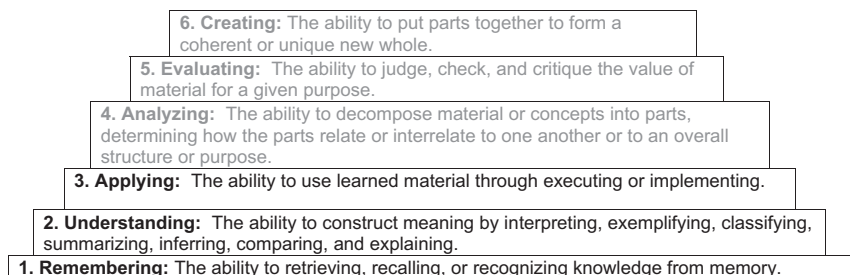 6. Creating: The ability to put parts together to form a
coherent or unique new whole.
5. Evaluating: The ability to judge, check, and critique the value of
material for a given purpose.
4. Analyzing: The ability to decompose material or concepts into parts,
determining how the parts relate or interrelate to one another or to an overall
structure or purpose.
3. Applying: The ability to use learned material through executing or implementing.
2. Understanding: The ability to construct meaning by interpreting, exemplifying, classifying,
summarizing, inferring, comparing, and explaining.
1. Remembering: The ability to retrieving, recalling, or recognizing knowledge from memory.